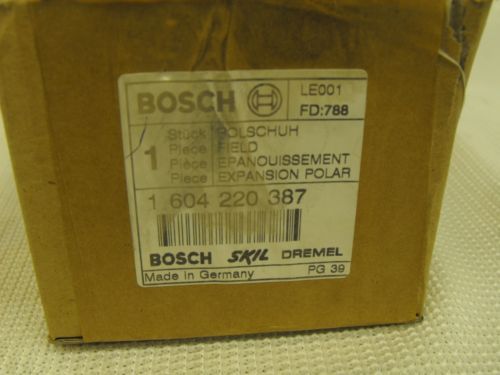 BOSCH LE001
FD:788
1 Stück POLSCHUH
Piece FIELD
Pièce EPANOUISSEMENT
Pieza EXPANSION POLAR
1 604 220 387
BOSCH SKIL DREMEL
Made in Germany PG 39